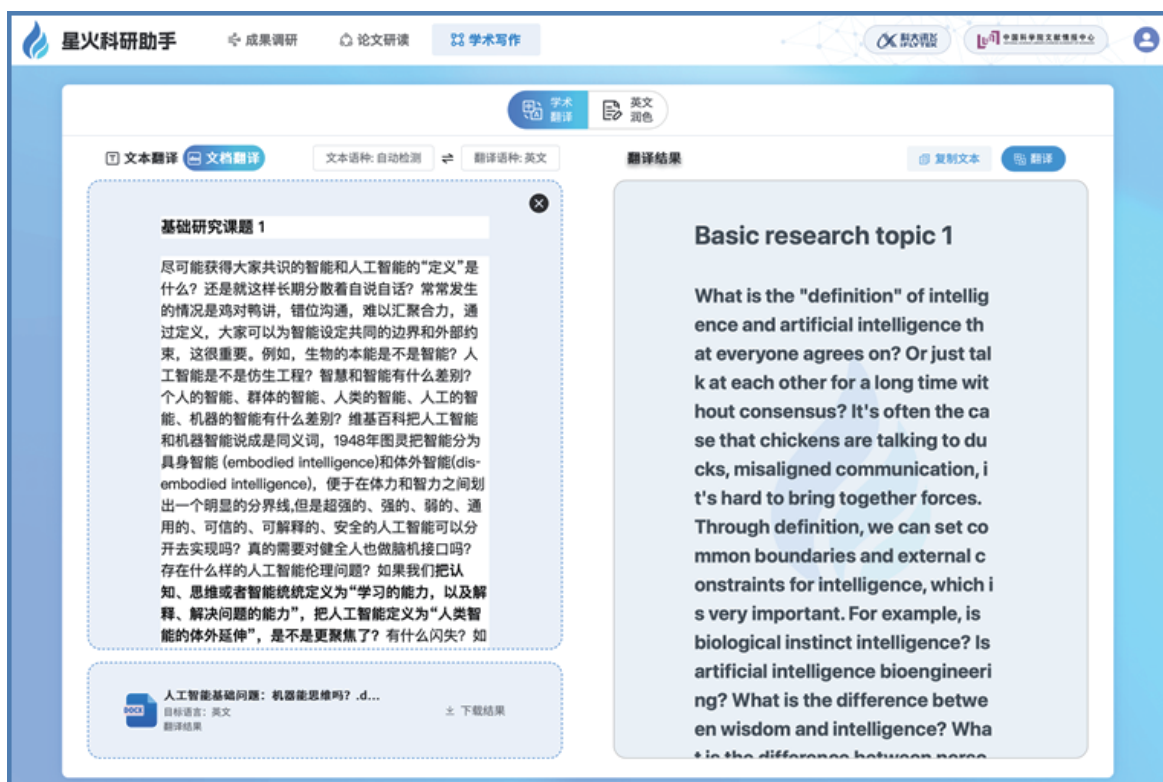 星火科研助手
成果调研
论文研读
学术写作
科大讯飞
iFLYTEK
中国科学院文献情报中心
学术
翻译
英文
润色
文本翻译
文档翻译
文本语种: 自动检测
翻译语种: 英文
翻译结果
复制文本
翻译
基础研究课题 1
尽可能获得大家共识的智能和人工智能的“定义”是
什么？还是就这样长期分散着自说自话？常常发生
的情况是鸡对鸭讲，错位沟通，难以汇聚合力，通
过定义，大家可以为智能设定共同的边界和外部约
束，这很重要。例如，生物的本能是不是智能？人
工智能是不是仿生工程？智慧和智能有什么差别？
个人的智能、群体的智能、人类的智能、人工的智
能、机器的智能有什么差别？维基百科把人工智能
和机器智能说成是同义词，1948年图灵把智能分为
具身智能 (embodied intelligence)和体外智能(dis-
embodied intelligence)，便于在体力和智力之间划
出一个明显的分界线,但是超强的、强的、弱的、通
用的、可信的、可解释的、安全的人工智能可以分
开去实现吗？真的需要对健全人也做脑机接口吗？
存在什么样的人工智能伦理问题？如果我们把认
知、思维或者智能统统定义为“学习的能力，以及解
释、解决问题的能力”，把人工智能定义为“人类智
能的体外延伸”，是不是更聚焦了？有什么闪失？如
DOCX
人工智能基础问题：机器能思维吗？.d...
目标语言：英文
翻译结果
下载结果
Basic research topic 1
What is the "definition" of intellig
ence and artificial intelligence th
at everyone agrees on? Or just tal
k at each other for a long time wit
hout consensus? It's often the ca
se that chickens are talking to du
cks, misaligned communication, i
t's hard to bring together forces.
Through definition, we can set co
mmon boundaries and external c
onstraints for intelligence, which i
s very important. For example, is
biological instinct intelligence? Is
artificial intelligence bioengineeri
ng? What is the difference betwe
en wisdom and intelligence? Wha
t is the difference between perso